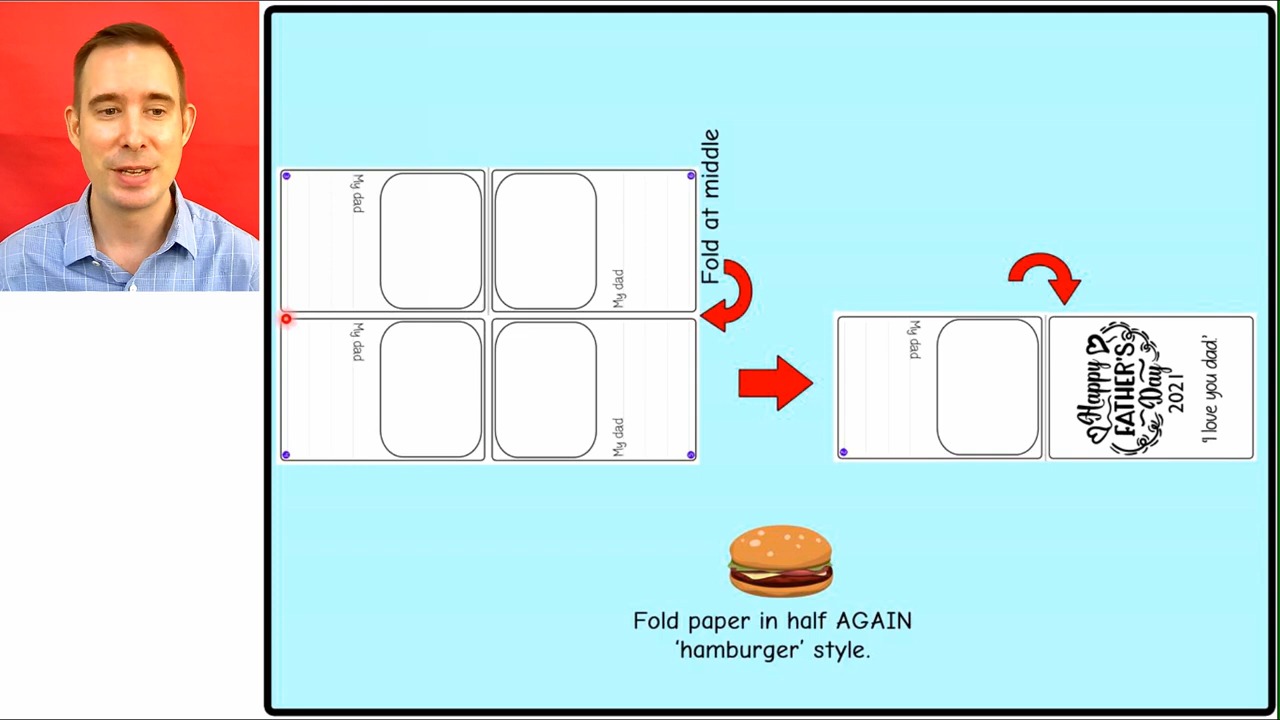 Fold at middle
My dad
My dad
My dad
My dad
My dad
Happy
FATHER'S
Day
2021
'I love you dad.'
Fold paper in half AGAIN
'hamburger' style.